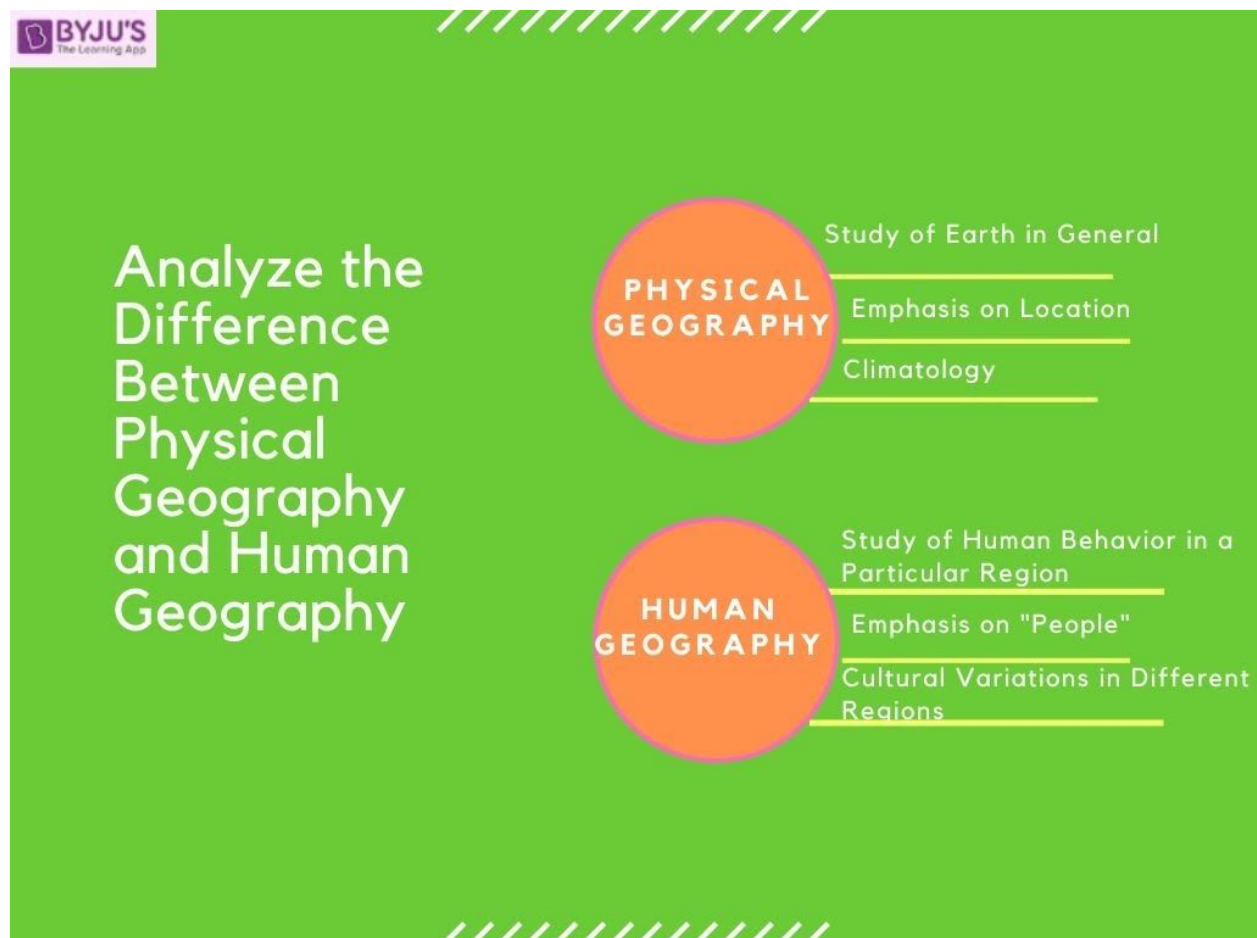 BYJU'S
The Learning App
Analyze the
Difference
Between
Physical
Geography
and Human
Geography
PHYSICAL
GEOGRAPHY
Study of Earth in General
Emphasis on Location
Climatology
HUMAN
GEOGRAPHY
Study of Human Behavior in a
Particular Region
Emphasis on "People"
Cultural Variations in Different
Regions